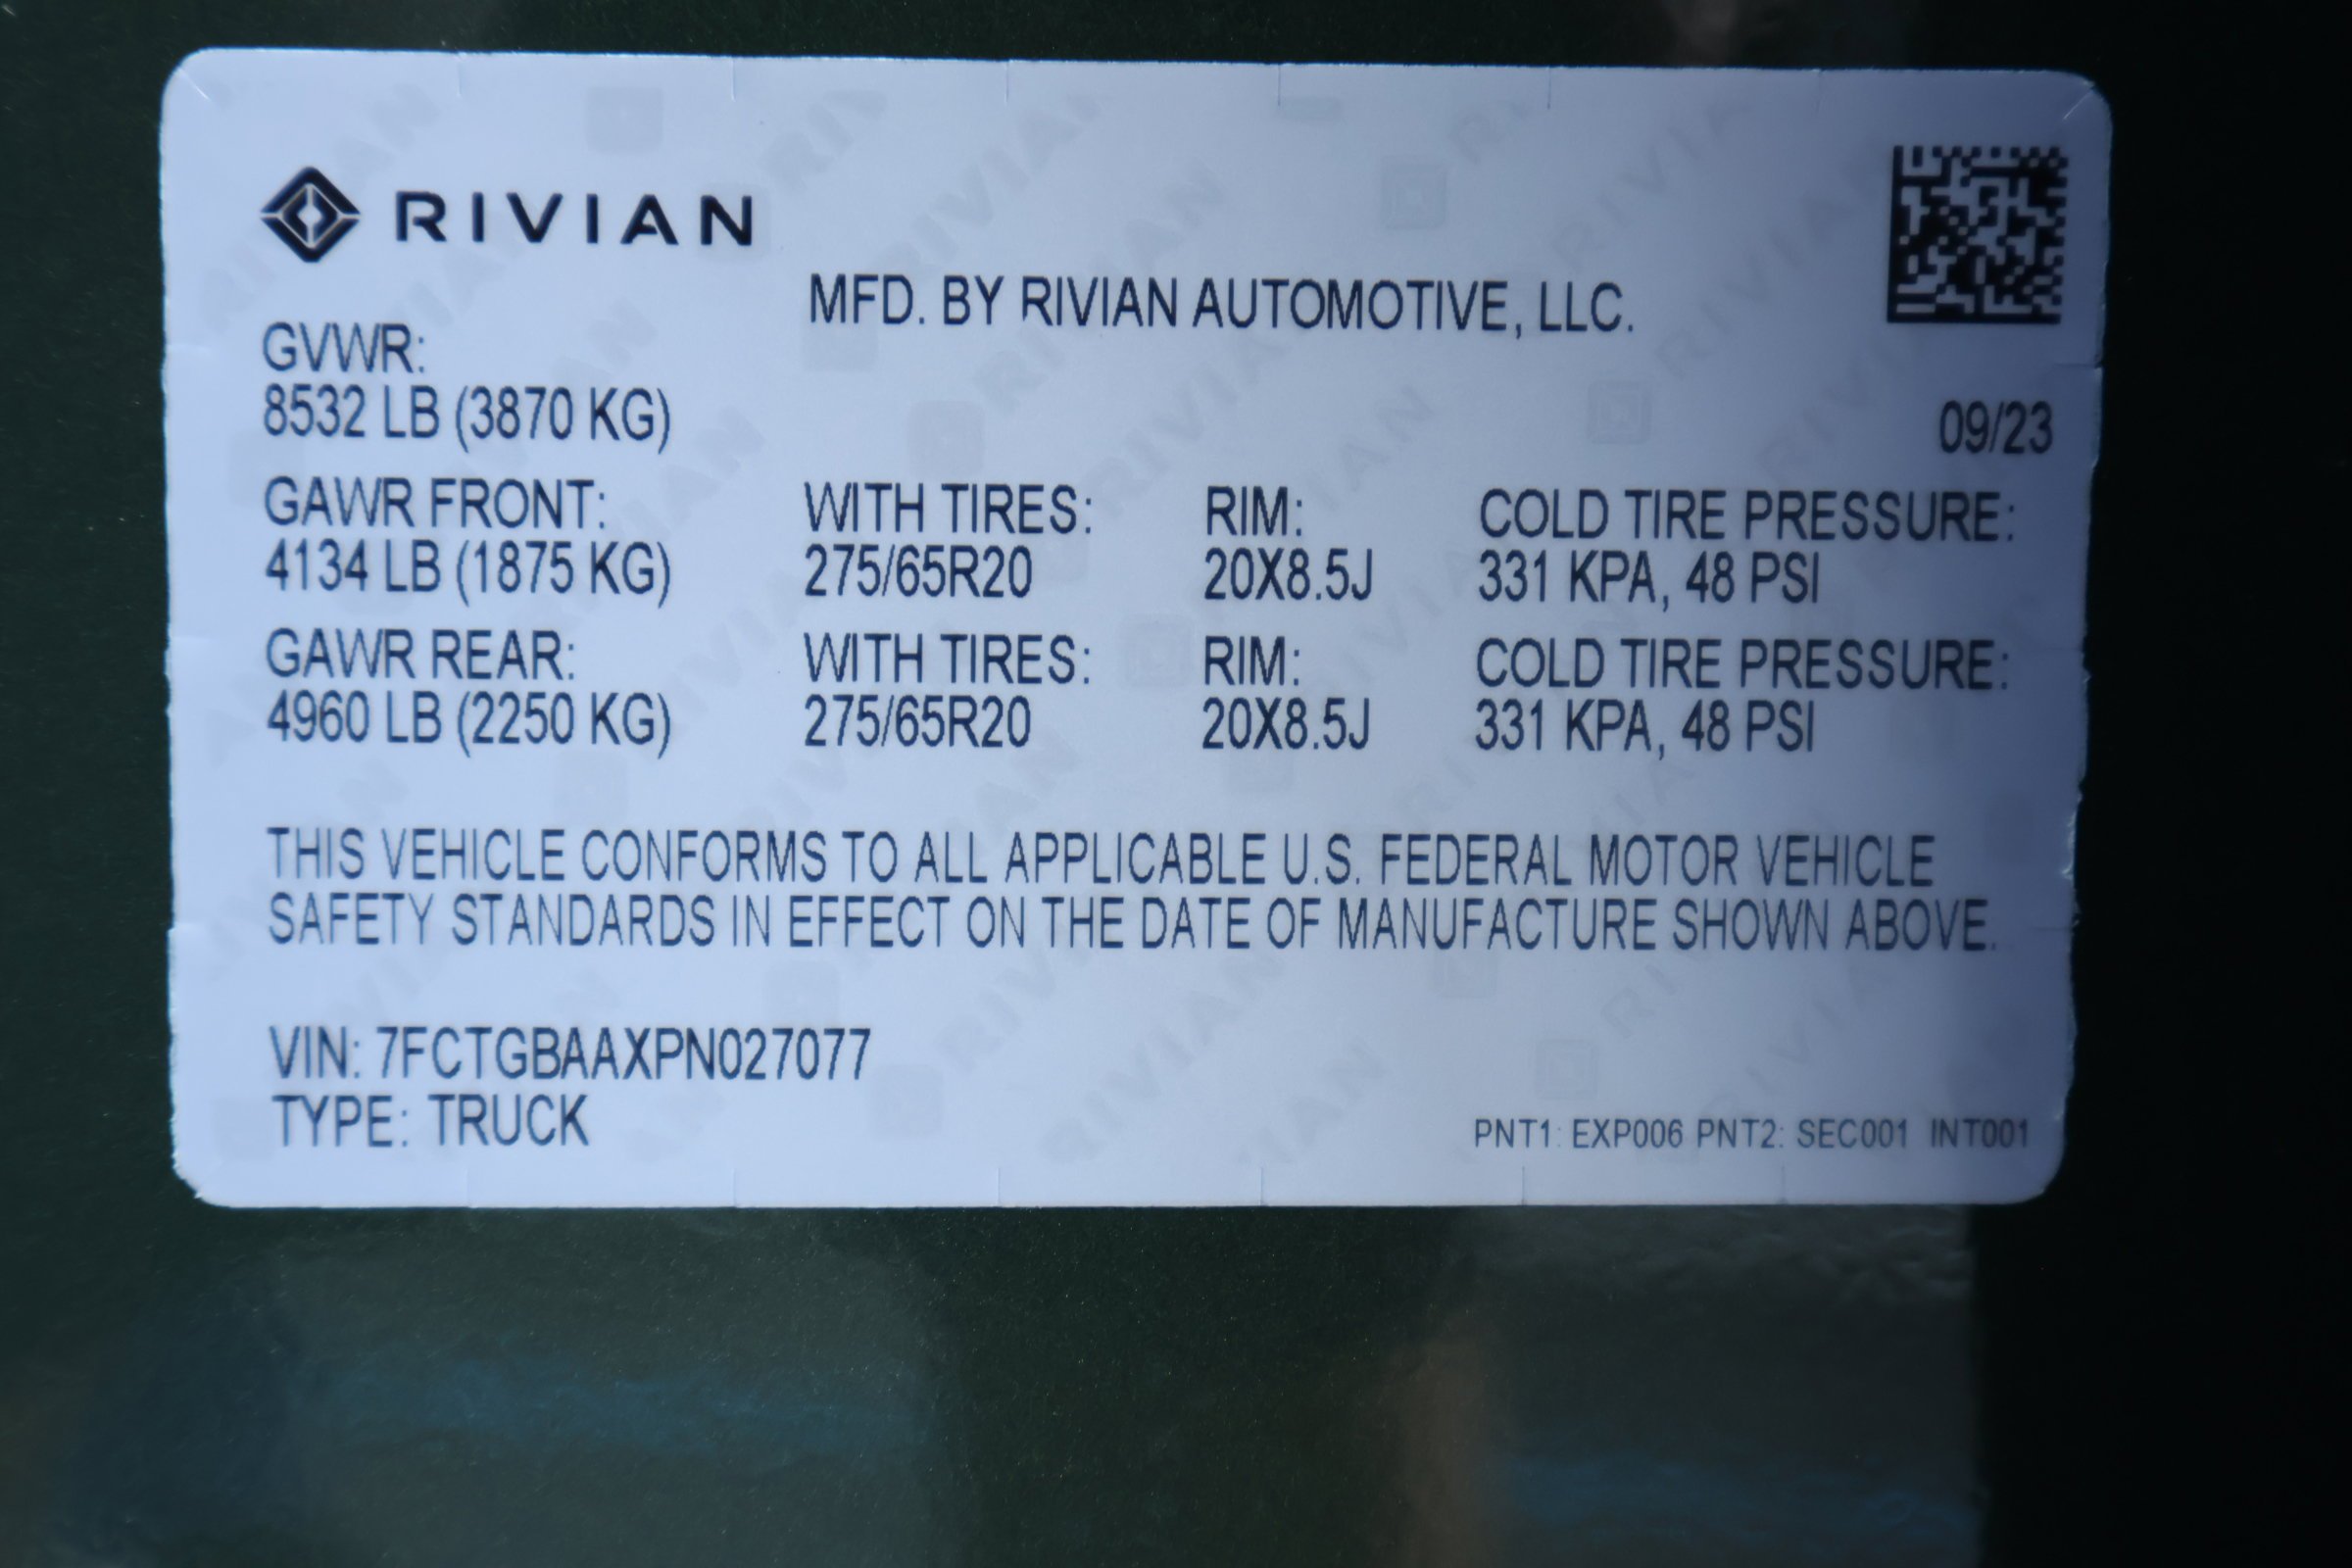 RIVIAN
MFD. BY RIVIAN AUTOMOTIVE, LLC.
GVWR:
8532 LB (3870 KG)
09/23
GAWR FRONT: WITH TIRES: RIM: COLD TIRE PRESSURE:
4134 LB (1875 KG) 275/65R20 20X8.5J 331 KPA, 48 PSI
GAWR REAR: WITH TIRES: RIM: COLD TIRE PRESSURE:
4960 LB (2250 KG) 275/65R20 20X8.5J 331 KPA, 48 PSI
THIS VEHICLE CONFORMS TO ALL APPLICABLE U.S. FEDERAL MOTOR VEHICLE
SAFETY STANDARDS IN EFFECT ON THE DATE OF MANUFACTURE SHOWN ABOVE.
VIN: 7FCTGBAAXPN027077
TYPE: TRUCK
PNT1: EXP006 PNT2: SEC001 INT001